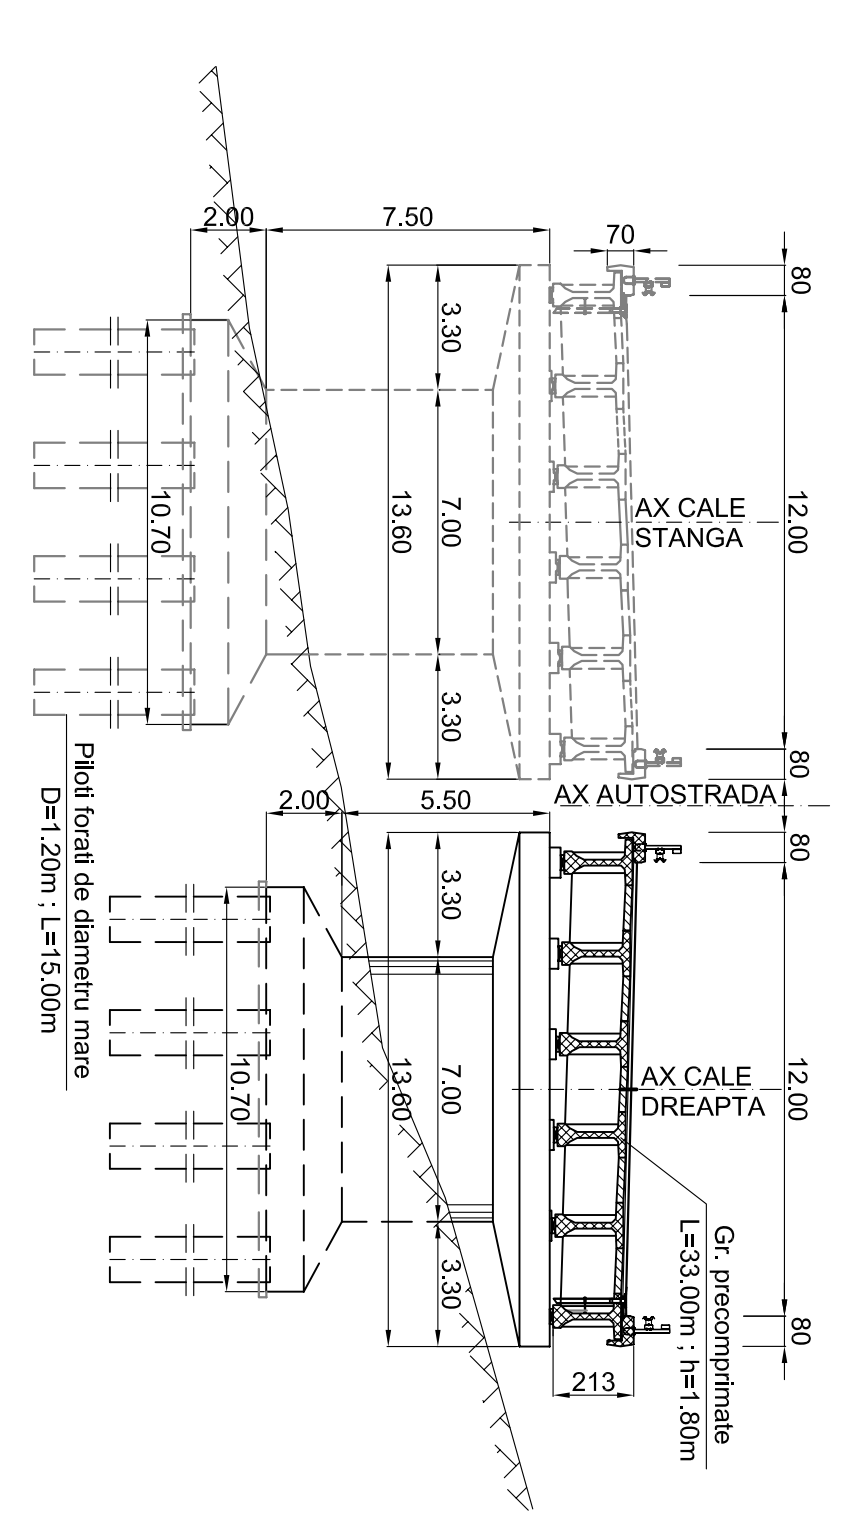 2.00
7.50
70
80
3.30
10.70
13.60
7.00
AX CALE
STANGA
12.00
3.30
80
Piloti forati de diametru mare
D=1.20m ; L=15.00m
2.00
5.50
AX AUTOSTRADA
80
3.30
10.70
13.60
7.00
AX CALE
DREAPTA
12.00
3.30
Gr. precomprimate
L=33.00m ; h=1.80m
80
213